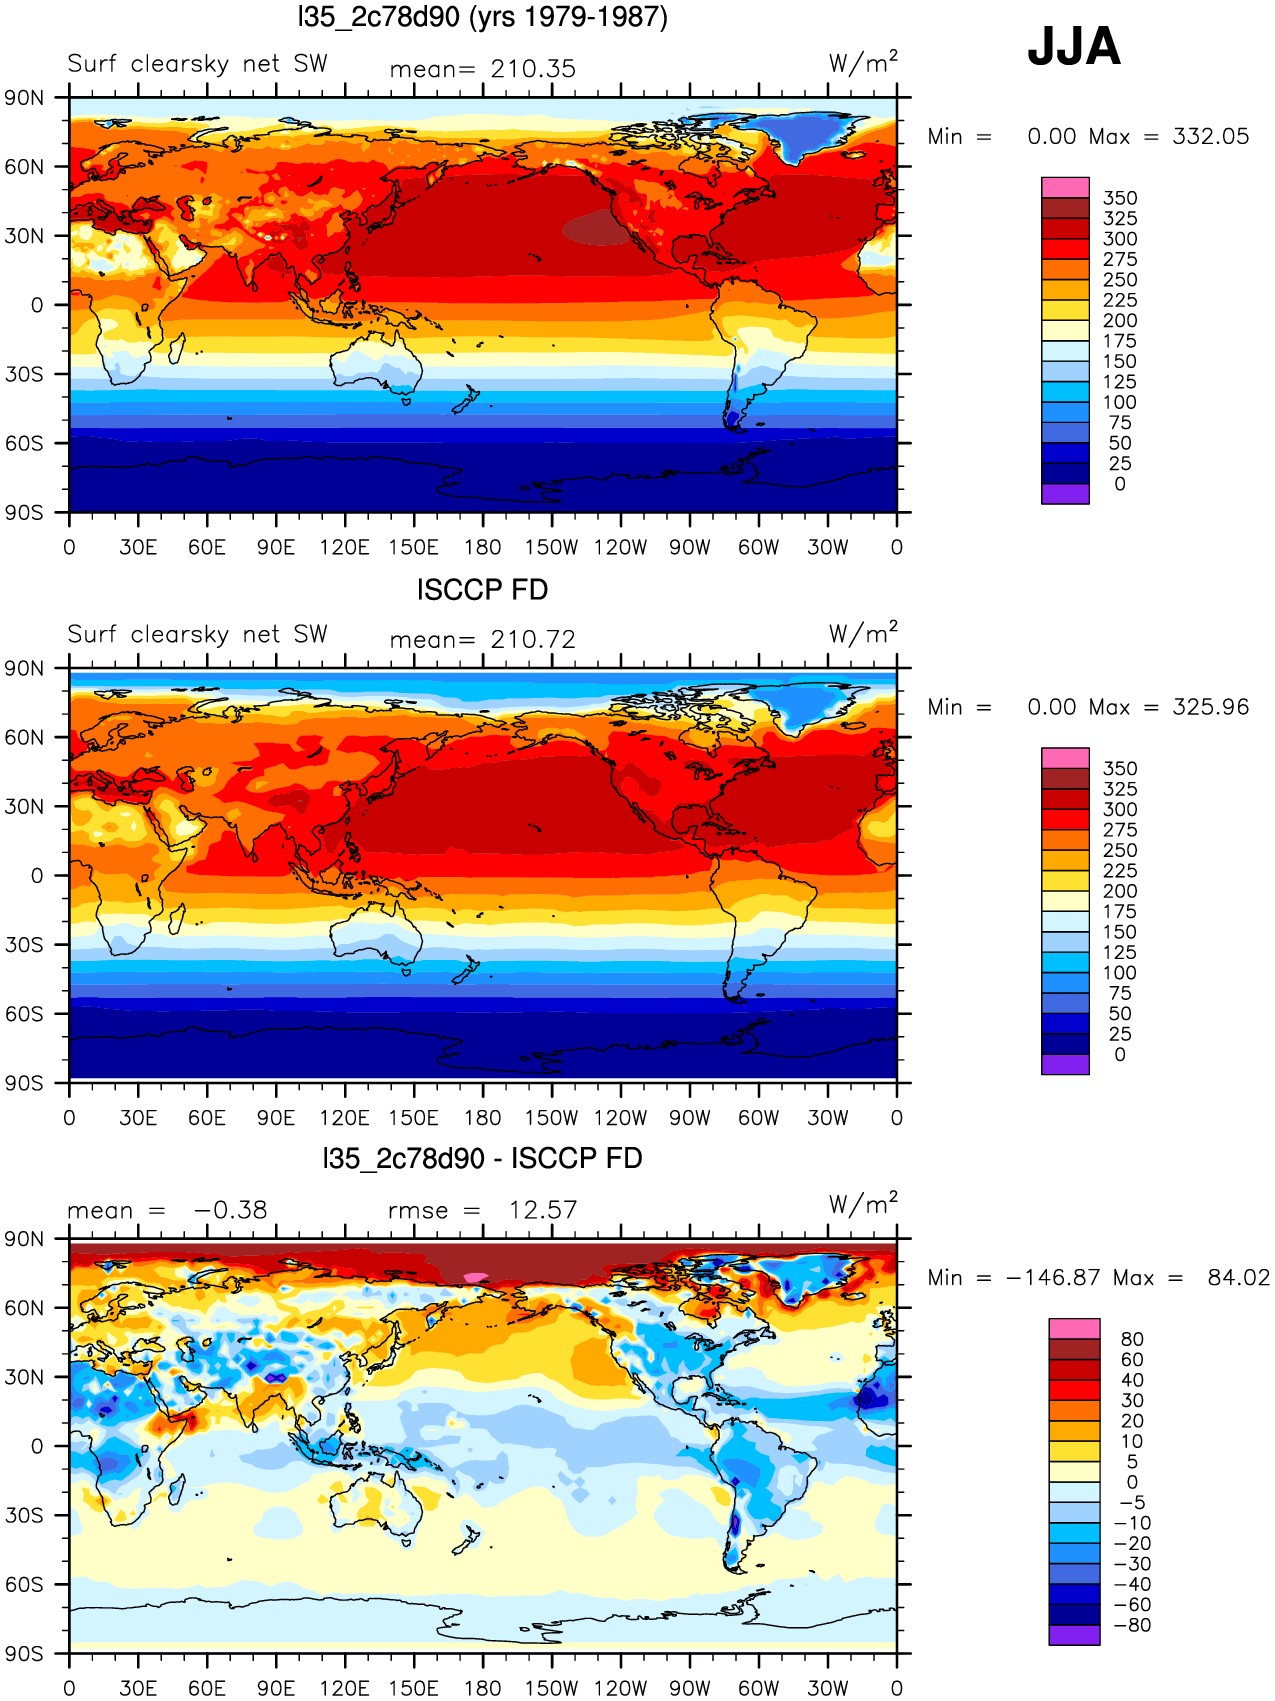 l35_2c78d90 (yrs 1979-1987)
JJA
Surf clearsky net SW mean= 210.35 W/m²
Min = 0.00 Max = 332.05
90N
60N
30N
0
30S
60S
90S
0 30E 60E 90E 120E 150E 180 150W 120W 90W 60W 30W 0
350
325
300
275
250
225
200
175
150
125
100
75
50
25
0
ISCCP FD
Surf clearsky net SW mean= 210.72 W/m²
Min = 0.00 Max = 325.96
90N
60N
30N
0
30S
60S
90S
0 30E 60E 90E 120E 150E 180 150W 120W 90W 60W 30W 0
350
325
300
275
250
225
200
175
150
125
100
75
50
25
0
l35_2c78d90 - ISCCP FD
mean = −0.38 rmse = 12.57 W/m²
Min = −146.87 Max = 84.02
90N
60N
30N
0
30S
60S
90S
0 30E 60E 90E 120E 150E 180 150W 120W 90W 60W 30W 0
80
60
40
30
20
10
5
0
−5
−10
−20
−30
−40
−60
−80